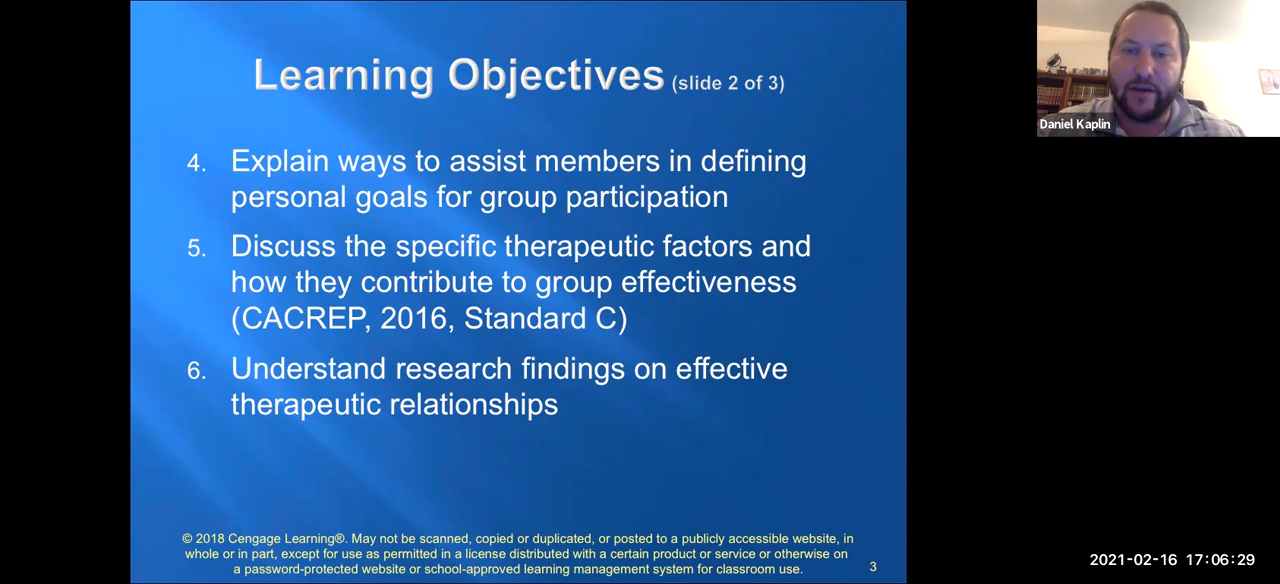 Learning Objectives (slide 2 of 3)
4. Explain ways to assist members in defining
personal goals for group participation
5. Discuss the specific therapeutic factors and
how they contribute to group effectiveness
(CACREP, 2016, Standard C)
6. Understand research findings on effective
therapeutic relationships
© 2018 Cengage Learning®. May not be scanned, copied or duplicated, or posted to a publicly accessible website, in
whole or in part, except for use as permitted in a license distributed with a certain product or service or otherwise on
a password-protected website or school-approved learning management system for classroom use.
3
Daniel Kaplin
2021-02-16 17:06:29